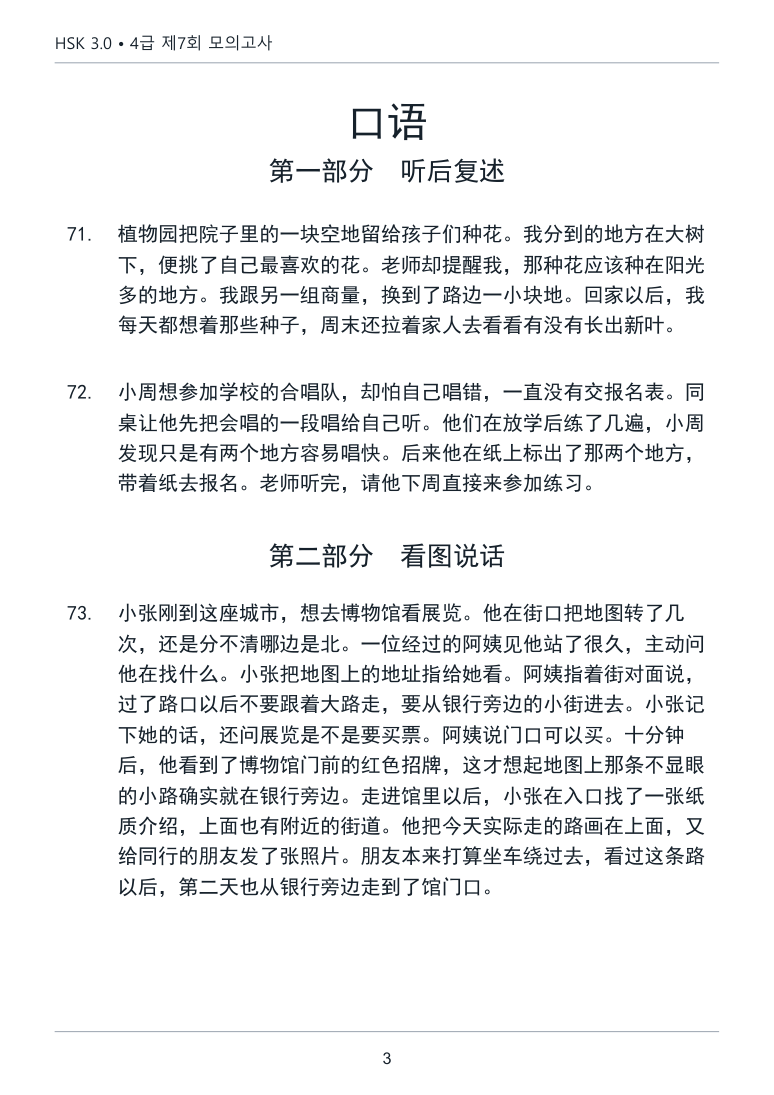 HSK 3.0 • 4급 제7회 모의고사
口语
第一部分　听后复述
71. 植物园把院子里的一块空地留给孩子们种花。我分到的地方在大树
下，便挑了自己最喜欢的花。老师却提醒我，那种花应该种在阳光
多的地方。我跟另一组商量，换到了路边一小块地。回家以后，我
每天都想着那些种子，周末还拉着家人去看看有没有长出新叶。
72. 小周想参加学校的合唱队，却怕自己唱错，一直没有交报名表。同
桌让他先把会唱的一段唱给自己听。他们在放学后练了几遍，小周
发现只是有两个地方容易唱快。后来他在纸上标出了那两个地方，
带着纸去报名。老师听完，请他下周直接来参加练习。
第二部分　看图说话
73. 小张刚到这座城市，想去博物馆看展览。他在街口把地图转了几
次，还是分不清哪边是北。一位经过的阿姨见他站了很久，主动问
他在找什么。小张把地图上的地址指给她看。阿姨指着街对面说，
过了路口以后不要跟着大路走，要从银行旁边的小街进去。小张记
下她的话，还问展览是不是要买票。阿姨说门口可以买。十分钟
后，他看到了博物馆门前的红色招牌，这才想起地图上那条不显眼
的小路确实就在银行旁边。走进馆里以后，小张在入口找了一张纸
质介绍，上面也有附近的街道。他把今天实际走的路画在上面，又
给同行的朋友发了张照片。朋友本来打算坐车绕过去，看过这条路
以后，第二天也从银行旁边走到了馆门口。
3